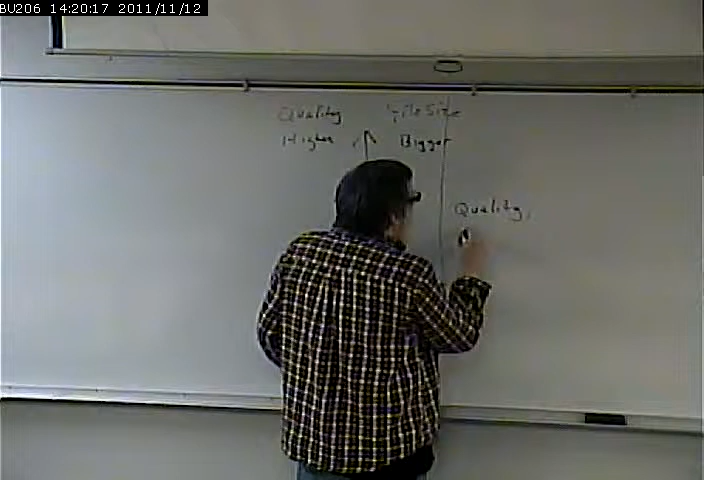 BU206 14:20:17 2011/11/12
Quality File Size
Higher Bigger
Quality,